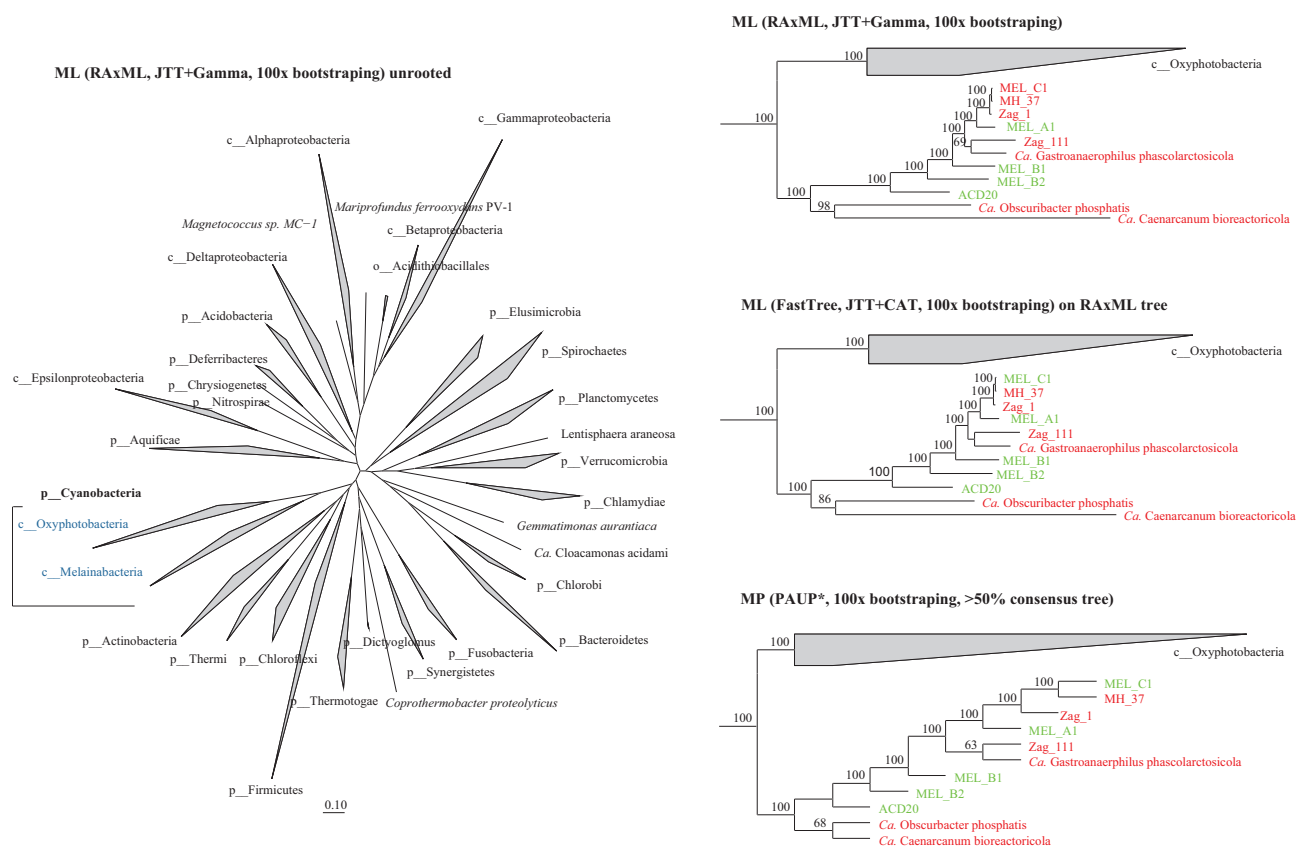 ML (RAxML, JTT+Gamma, 100x bootstraping) unrooted
c__Gammaproteobacteria
c__Alphaproteobacteria
Mariprofundus ferrooxydans PV-1
Magnetococcus sp. MC−1
c__Betaproteobacteria
c__Deltaproteobacteria
o__Acidithiobacillales
p__Acidobacteria
p__Elusimicrobia
p__Spirochaetes
p__Deferribacteres
c__Epsilonproteobacteria
p__Chrysiogenetes
p__Nitrospirae
p__Planctomycetes
Lentisphaera araneosa
p__Aquificae
p__Verrucomicrobia
p__Cyanobacteria
p__Chlamydiae
c__Oxyphotobacteria
Gemmatimonas aurantiaca
Ca. Cloacamonas acidami
c__Melainabacteria
p__Chlorobi
p__Actinobacteria
p__Thermi
p__Chloroflexi
p__Dictyoglomus
p__Fusobacteria
p__Bacteroidetes
p__Synergistetes
p__Thermotogae
Coprothermobacter proteolyticus
p__Firmicutes
0.10
ML (RAxML, JTT+Gamma, 100x bootstraping)
100
c__Oxyphotobacteria
100
100
MEL_C1
100
MH_37
100
Zag_1
100
MEL_A1
69
Zag_111
100
Ca. Gastroanaerophilus phascolarctosicola
100
MEL_B1
100
MEL_B2
100
ACD20
98
Ca. Obscuribacter phosphatis
Ca. Caenarcanum bioreactoricola
ML (FastTree, JTT+CAT, 100x bootstraping) on RAxML tree
100
c__Oxyphotobacteria
100
100
MEL_C1
100
MH_37
100
Zag_1
100
MEL_A1
Zag_111
100
Ca. Gastroanaerophilus phascolarctosicola
100
MEL_B1
MEL_B2
100
ACD20
86
Ca. Obscuribacter phosphatis
Ca. Caenarcanum bioreactoricola
MP (PAUP*, 100x bootstraping, >50% consensus tree)
100
c__Oxyphotobacteria
100
100
MEL_C1
100
MH_37
100
Zag_1
100
MEL_A1
63
Zag_111
100
Ca. Gastroanaerphilus phascolarctosicola
100
MEL_B1
MEL_B2
100
ACD20
68
Ca. Obscurbacter phosphatis
Ca. Caenarcanum bioreactoricola